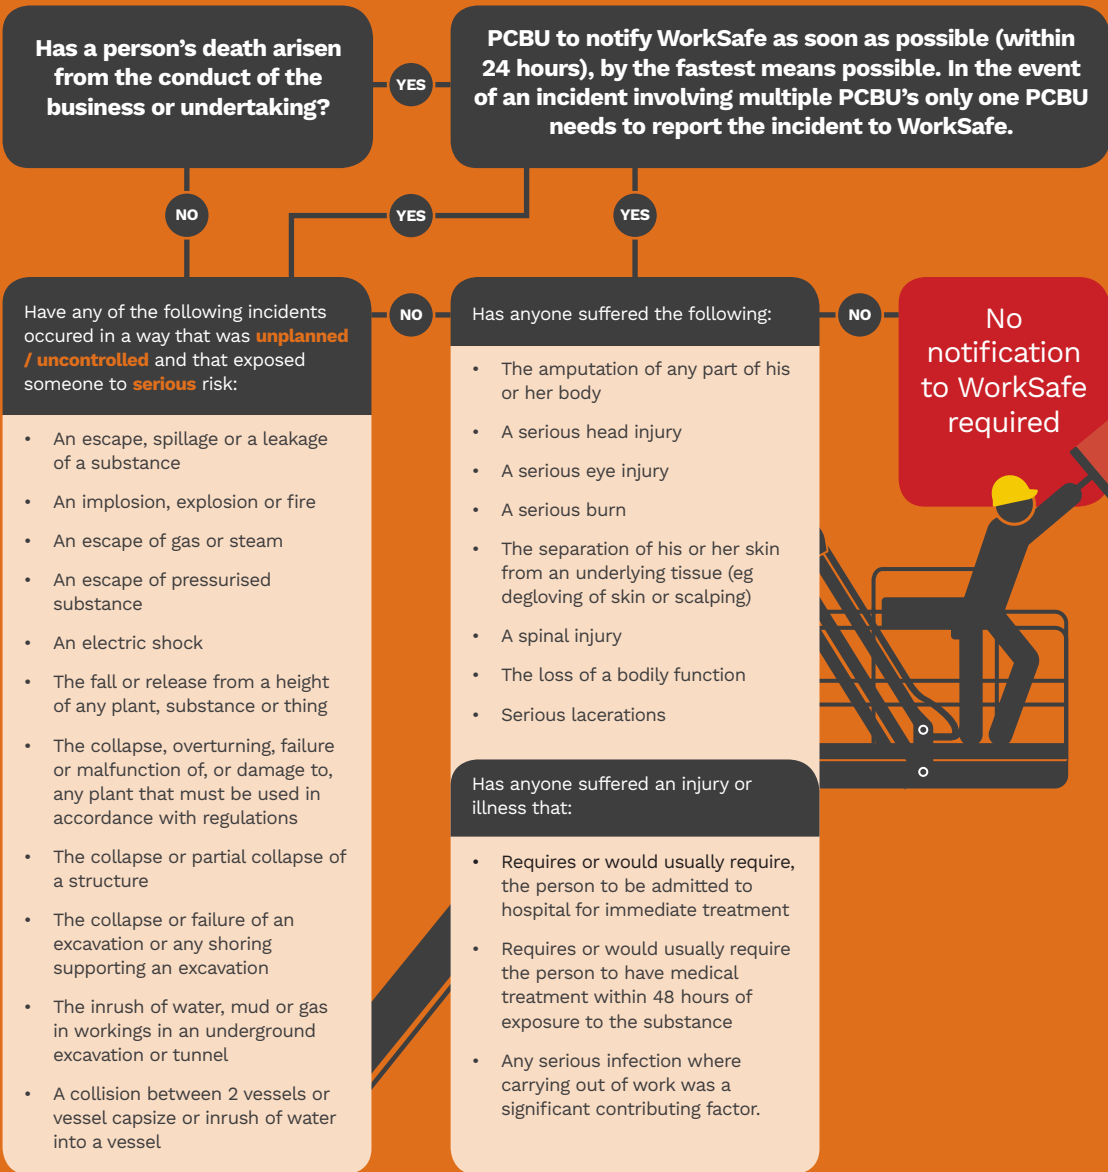 Has a person's death arisen
from the conduct of the
business or undertaking?
YES
PCBU to notify WorkSafe as soon as possible (within
24 hours), by the fastest means possible. In the event
of an incident involving multiple PCBU's only one PCBU
needs to report the incident to WorkSafe.
NO
YES
YES
Have any of the following incidents
occured in a way that was unplanned
/ uncontrolled and that exposed
someone to serious risk:
• An escape, spillage or a leakage
of a substance
• An implosion, explosion or fire
• An escape of gas or steam
• An escape of pressurised
substance
• An electric shock
• The fall or release from a height
of any plant, substance or thing
• The collapse, overturning, failure
or malfunction of, or damage to,
any plant that must be used in
accordance with regulations
• The collapse or partial collapse of
a structure
• The collapse or failure of an
excavation or any shoring
supporting an excavation
• The inrush of water, mud or gas
in workings in an underground
excavation or tunnel
• A collision between 2 vessels or
vessel capsize or inrush of water
into a vessel
NO
Has anyone suffered the following:
• The amputation of any part of his
or her body
• A serious head injury
• A serious eye injury
• A serious burn
• The separation of his or her skin
from an underlying tissue (eg
degloving of skin or scalping)
• A spinal injury
• The loss of a bodily function
• Serious lacerations
Has anyone suffered an injury or
illness that:
• Requires or would usually require,
the person to be admitted to
hospital for immediate treatment
• Requires or would usually require
the person to have medical
treatment within 48 hours of
exposure to the substance
• Any serious infection where
carrying out of work was a
significant contributing factor.
NO
No
notification
to WorkSafe
required